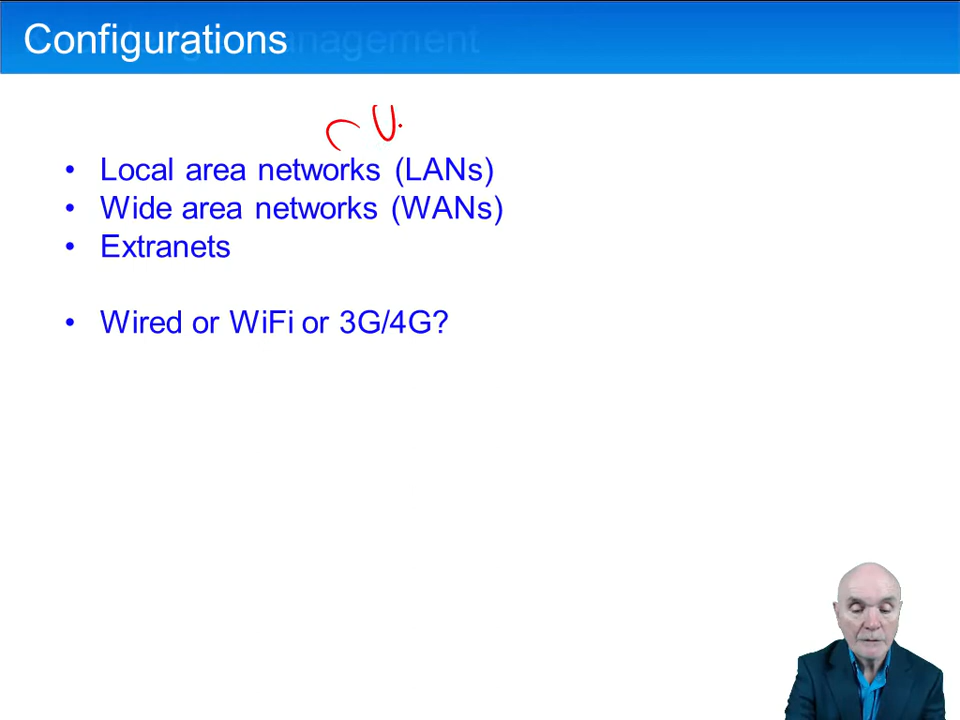 Configurations
• Local area networks (LANs)
• Wide area networks (WANs)
• Extranets
• Wired or WiFi or 3G/4G?